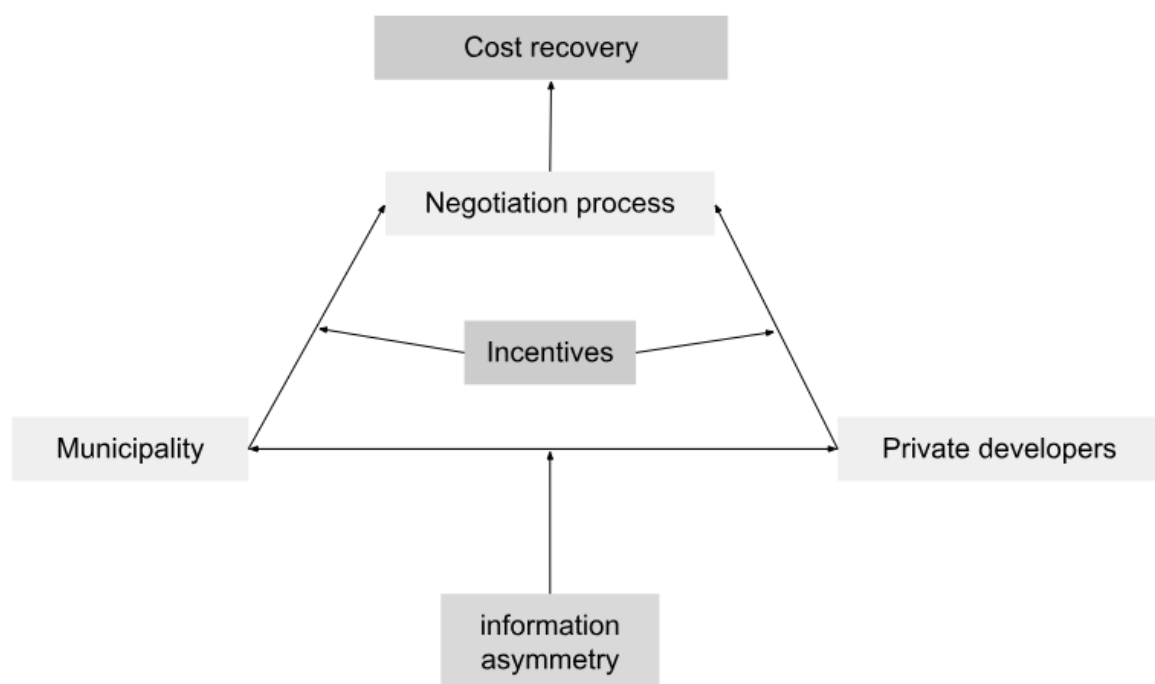 Cost recovery
Negotiation process
Incentives
Municipality
Private developers
information
asymmetry